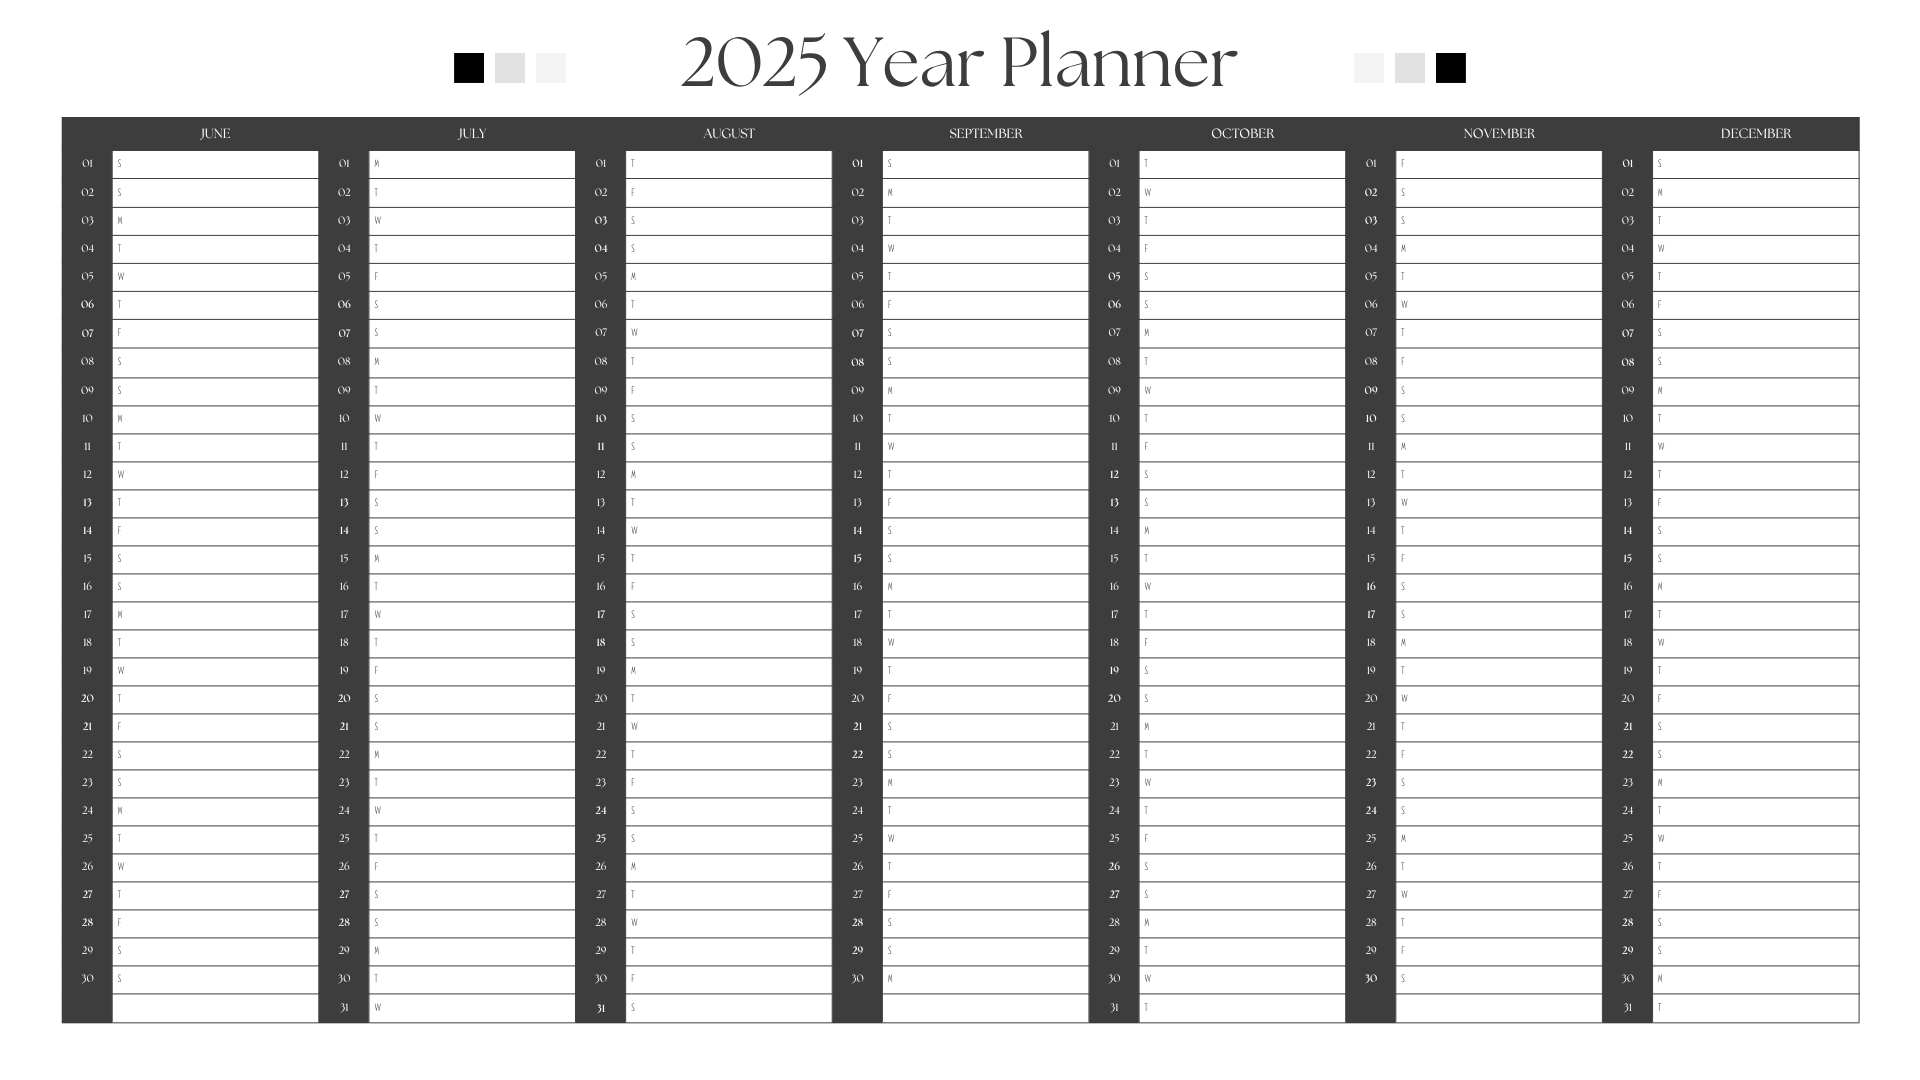 2025 Year Planner
JUNE JULY AUGUST SEPTEMBER OCTOBER NOVEMBER DECEMBER
01 S 01 M 01 T 01 S 01 T 01 F 01 S
02 S 02 T 02 F 02 M 02 W 02 S 02 M
03 M 03 W 03 S 03 T 03 T 03 S 03 T
04 T 04 T 04 S 04 W 04 F 04 M 04 W
05 W 05 F 05 M 05 T 05 S 05 T 05 T
06 T 06 S 06 T 06 F 06 S 06 W 06 F
07 F 07 S 07 W 07 S 07 M 07 T 07 S
08 S 08 M 08 T 08 S 08 T 08 F 08 S
09 S 09 T 09 F 09 M 09 W 09 S 09 M
10 M 10 W 10 S 10 T 10 T 10 S 10 T
11 T 11 T 11 S 11 W 11 F 11 M 11 W
12 W 12 F 12 M 12 T 12 S 12 T 12 T
13 T 13 S 13 T 13 F 13 S 13 W 13 F
14 F 14 S 14 W 14 S 14 M 14 T 14 S
15 S 15 M 15 T 15 S 15 T 15 F 15 S
16 S 16 T 16 F 16 M 16 W 16 S 16 M
17 M 17 W 17 S 17 T 17 T 17 S 17 T
18 T 18 T 18 S 18 W 18 F 18 M 18 W
19 W 19 F 19 M 19 T 19 S 19 T 19 T
20 T 20 S 20 T 20 F 20 S 20 W 20 F
21 F 21 S 21 W 21 S 21 M 21 T 21 S
22 S 22 M 22 T 22 S 22 T 22 F 22 S
23 S 23 T 23 F 23 M 23 W 23 S 23 M
24 M 24 W 24 S 24 T 24 T 24 S 24 T
25 T 25 T 25 S 25 W 25 F 25 M 25 W
26 W 26 F 26 M 26 T 26 S 26 T 26 T
27 T 27 S 27 T 27 F 27 S 27 W 27 F
28 F 28 S 28 W 28 S 28 M 28 T 28 S
29 S 29 M 29 T 29 S 29 T 29 F 29 S
30 S 30 T 30 F 30 M 30 W 30 S 30 M
31 W 31 S 31 T 31 T